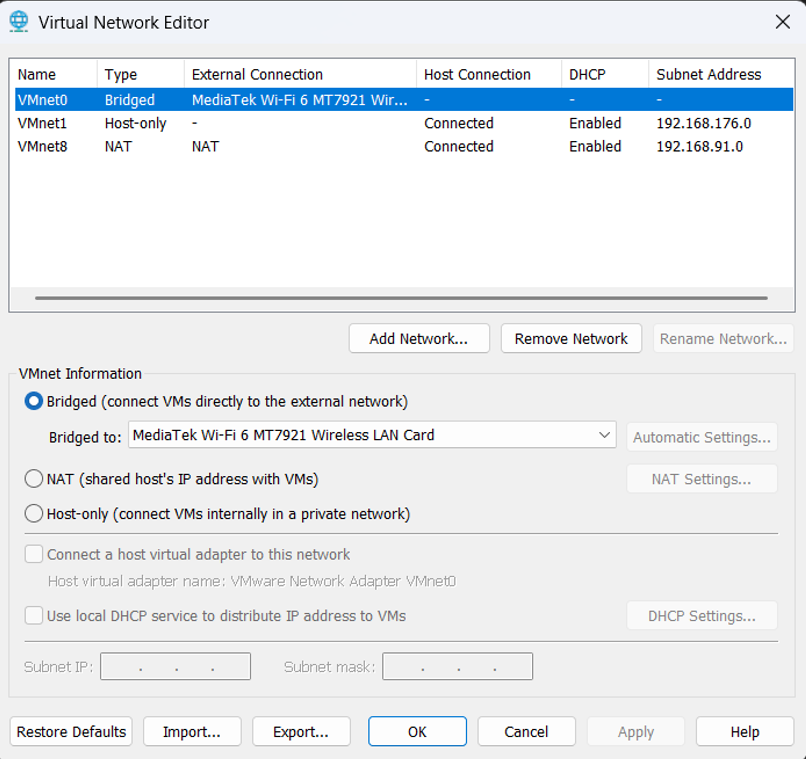 Virtual Network Editor
Name Type External Connection Host Connection DHCP Subnet Address
VMnet0 Bridged MediaTek Wi-Fi 6 MT7921 Wir... - - -
VMnet1 Host-only - Connected Enabled 192.168.176.0
VMnet8 NAT NAT Connected Enabled 192.168.91.0
Add Network... Remove Network Rename Network...
VMnet Information
Bridged (connect VMs directly to the external network)
Bridged to: MediaTek Wi-Fi 6 MT7921 Wireless LAN Card Automatic Settings...
NAT (shared host's IP address with VMs) NAT Settings...
Host-only (connect VMs internally in a private network)
Connect a host virtual adapter to this network
Host virtual adapter name: VMware Network Adapter VMnet0
Use local DHCP service to distribute IP address to VMs DHCP Settings...
Subnet IP: . . . Subnet mask: . . .
Restore Defaults Import... Export... OK Cancel Apply Help